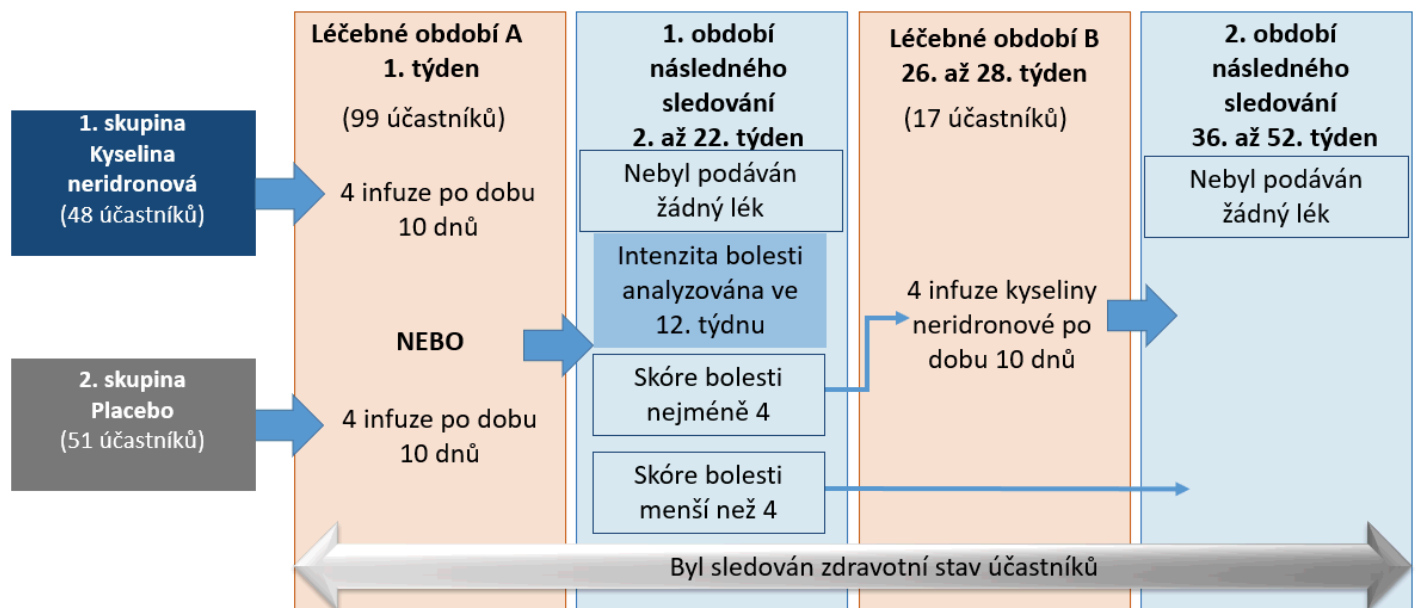 1. skupina
Kyselina
neridronová
(48 účastníků)
2. skupina
Placebo
(51 účastníků)
Léčebné období A
1. týden
(99 účastníků)
4 infuze po dobu
10 dnů
NEBO
4 infuze po dobu
10 dnů
1. období
následného
sledování
2. až 22. týden
Nebyl podáván
žádný lék
Intenzita bolesti
analyzována ve
12. týdnu
Skóre bolesti
nejméně 4
Skóre bolesti
menší než 4
Léčebné období B
26. až 28. týden
(17 účastníků)
4 infuze kyseliny
neridronové po
dobu 10 dnů
2. období
následného
sledování
36. až 52. týden
Nebyl podáván
žádný lék
Byl sledován zdravotní stav účastníků